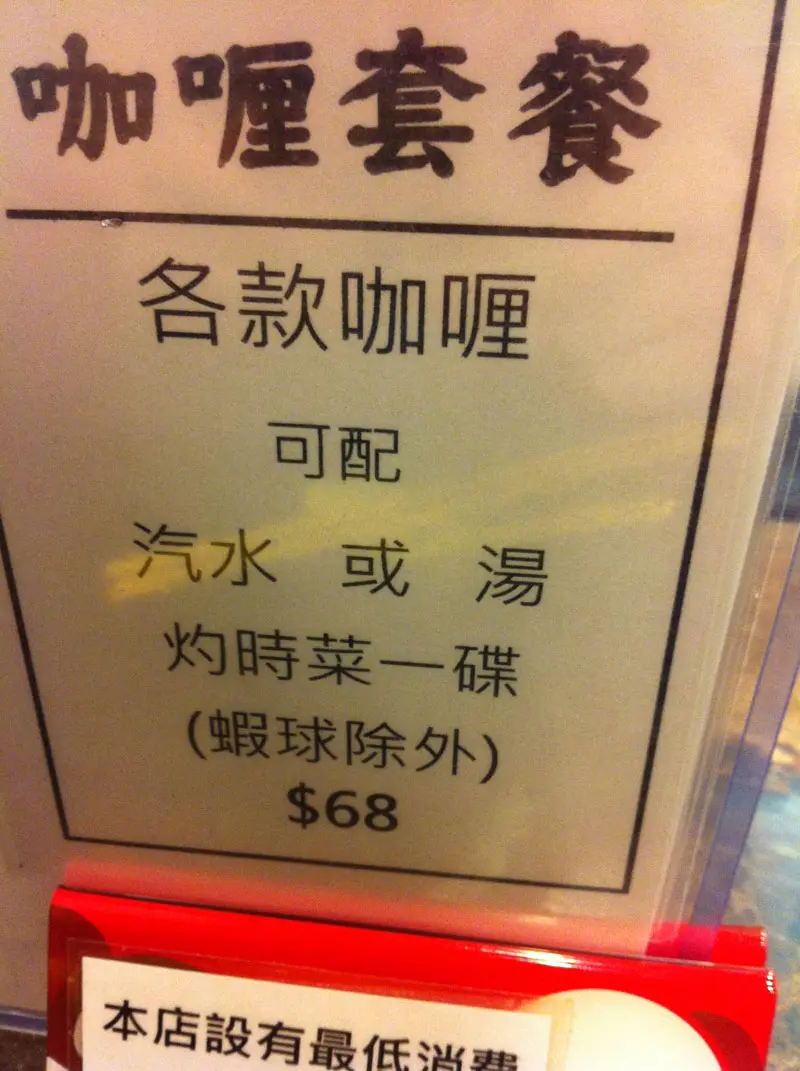 咖喱套餐
各款咖喱
可配
汽水 或 湯
灼時菜一碟
(蝦球除外)
$68
本店設有最低消費